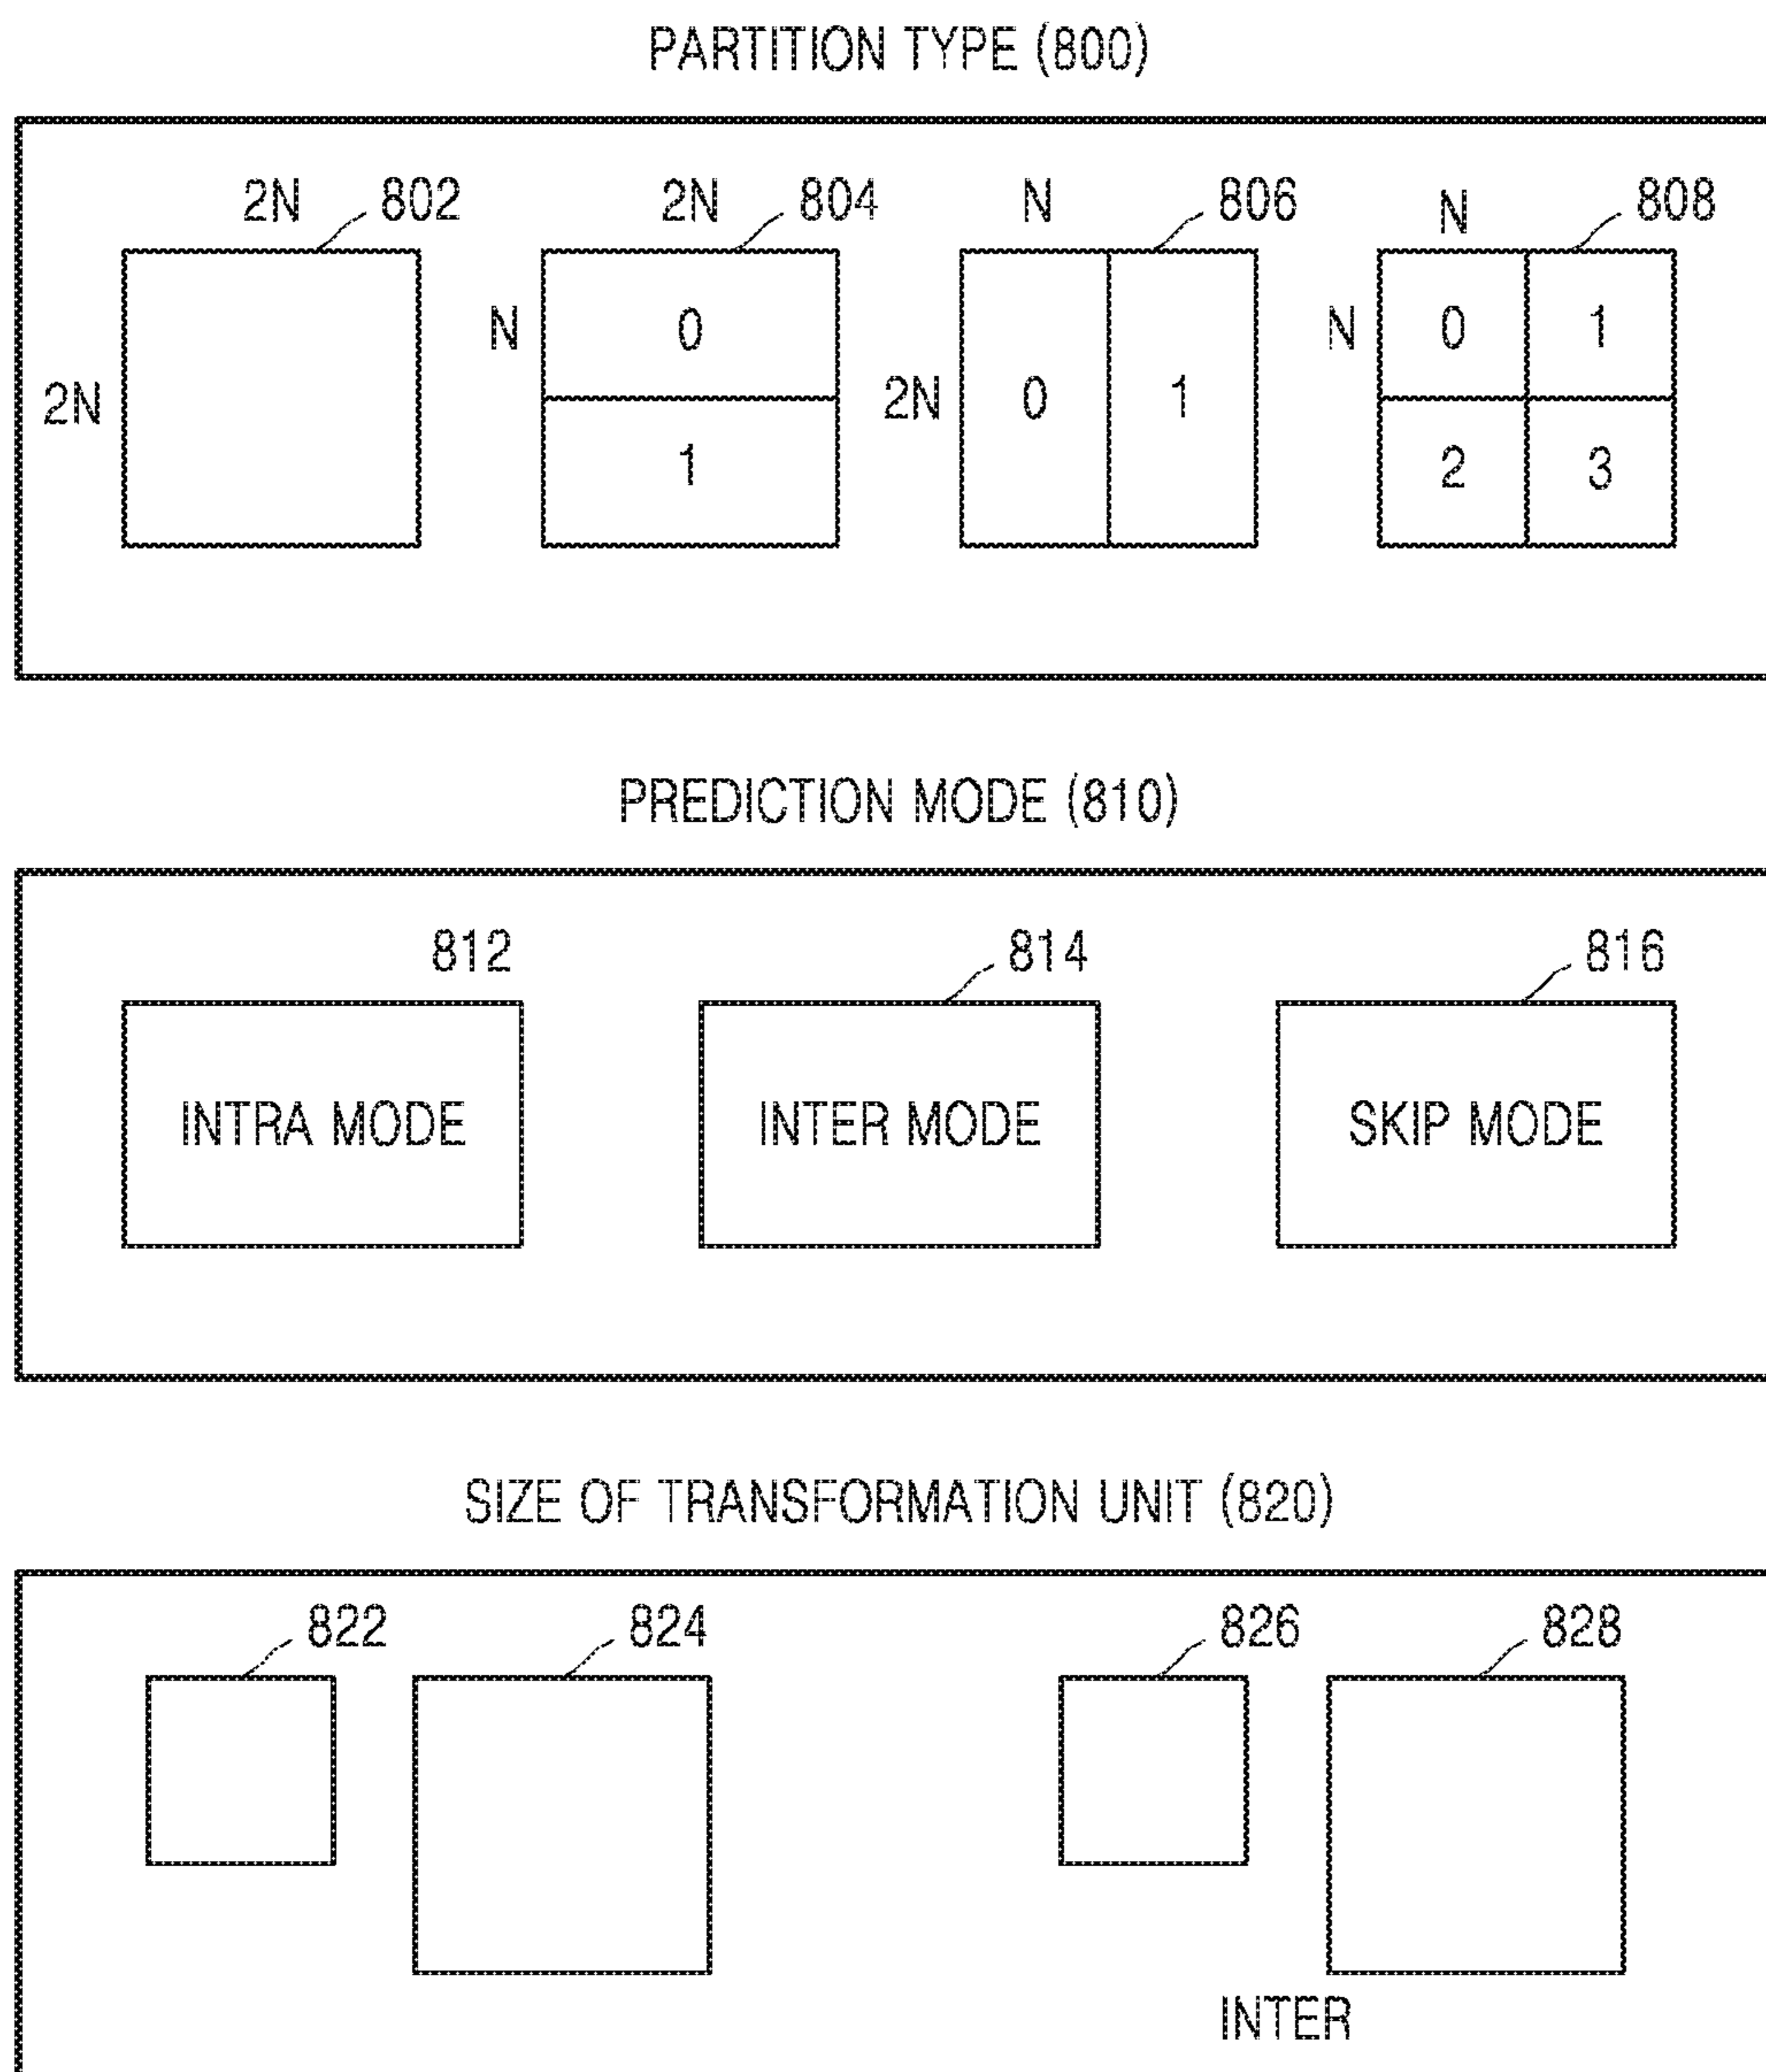 PARTITION TYPE (800)
2N 802 2N 804 N 806 N 808
N 0 N 0 1
2N 2N 0 1
1 2 3
PREDICTION MODE (810)
812 814 816
INTRA MODE INTER MODE SKIP MODE
SIZE OF TRANSFORMATION UNIT (820)
822 824 826 828
INTER